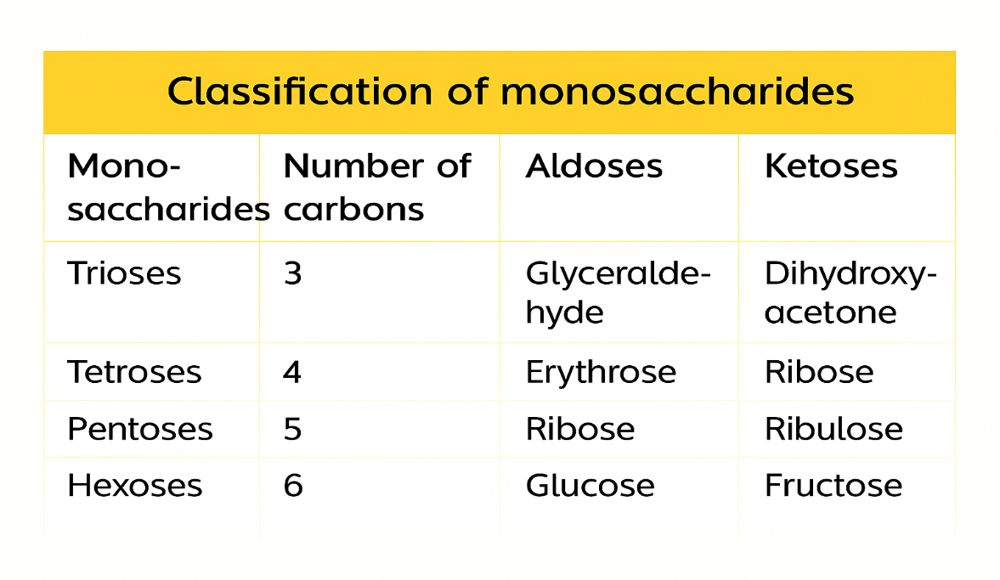 Classification of monosaccharides
Mono-
saccharides
Number of
carbons
Aldoses
Ketoses
Trioses
3
Glyceralde-
hyde
Dihydroxy-
acetone
Tetroses
4
Erythrose
Ribose
Pentoses
5
Ribose
Ribulose
Hexoses
6
Glucose
Fructose